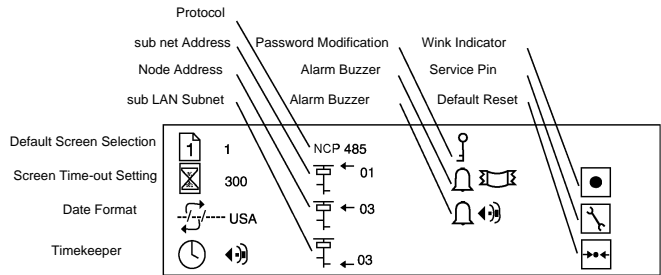 Protocol
sub net Address
Password Modification
Wink Indicator
Node Address
Alarm Buzzer
Service Pin
sub LAN Subnet
Alarm Buzzer
Default Reset
Default Screen Selection
1
1
NCP 485
Screen Time-out Setting
300
01
Date Format
USA
03
Timekeeper
03